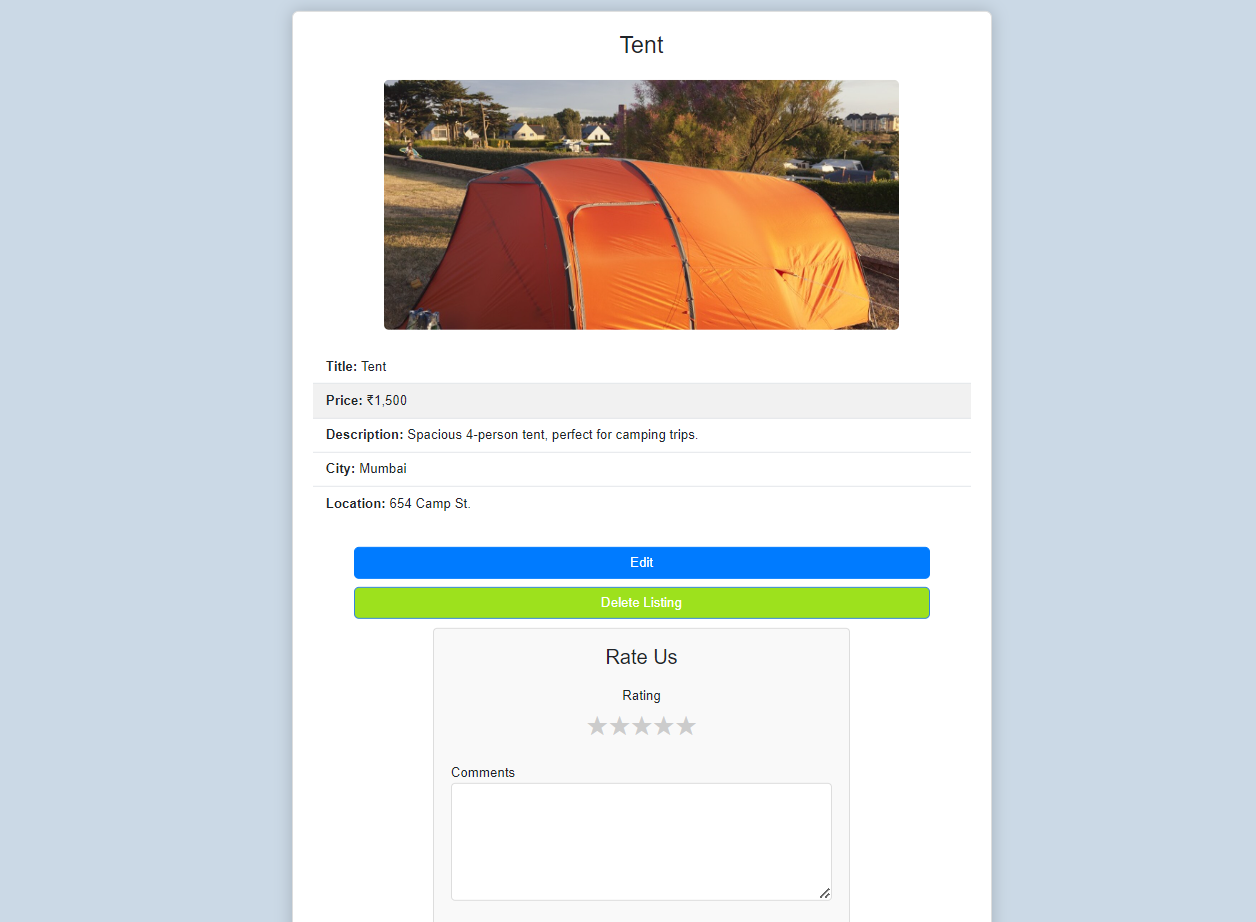 Tent
Title: Tent
Price: ₹1,500
Description: Spacious 4-person tent, perfect for camping trips.
City: Mumbai
Location: 654 Camp St.
Edit
Delete Listing
Rate Us
Rating
Comments